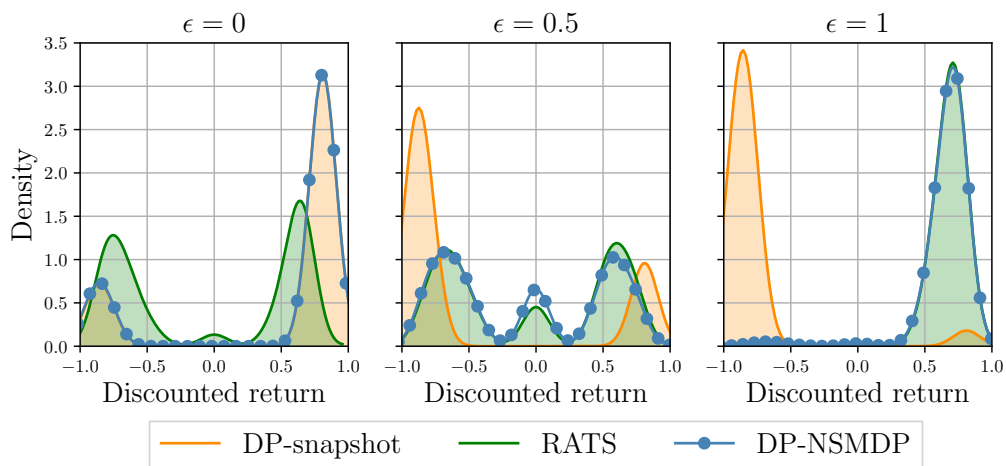 ϵ = 0
ϵ = 0.5
ϵ = 1
Density
3.5
3.0
2.5
2.0
1.5
1.0
0.5
0.0
−1.0 −0.5 0.0 0.5 1.0
−1.0 −0.5 0.0 0.5 1.0
−1.0 −0.5 0.0 0.5 1.0
Discounted return
Discounted return
Discounted return
DP-snapshot
RATS
DP-NSMDP